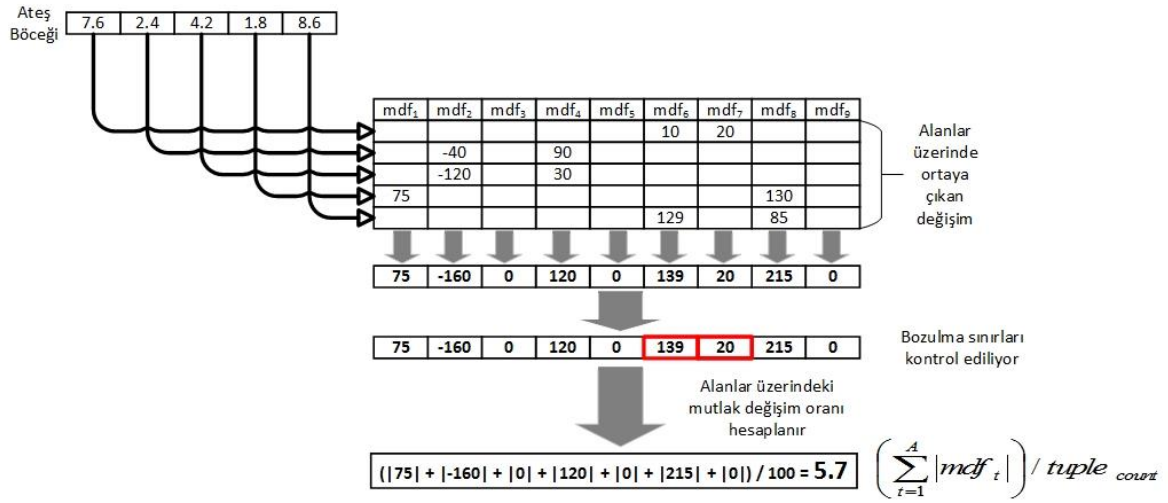 Ateş
Böceği
7.6 2.4 4.2 1.8 8.6
mdf₁ mdf₂ mdf₃ mdf₄ mdf₅ mdf₆ mdf₇ mdf₈ mdf₉
10 20
-40 90
-120 30
75 130
129 85
Alanlar
üzerinde
ortaya
çıkan
değişim
75 -160 0 120 0 139 20 215 0
75 -160 0 120 0 139 20 215 0
Bozulma sınırları
kontrol ediliyor
Alanlar üzerindeki
mutlak değişim oranı
hesaplanır
(|75| + |-160| + |0| + |120| + |0| + |215| + |0|) / 100 = 5.7
(∑ᴬₜ₌₁ |mdf ₜ|) / tuple count